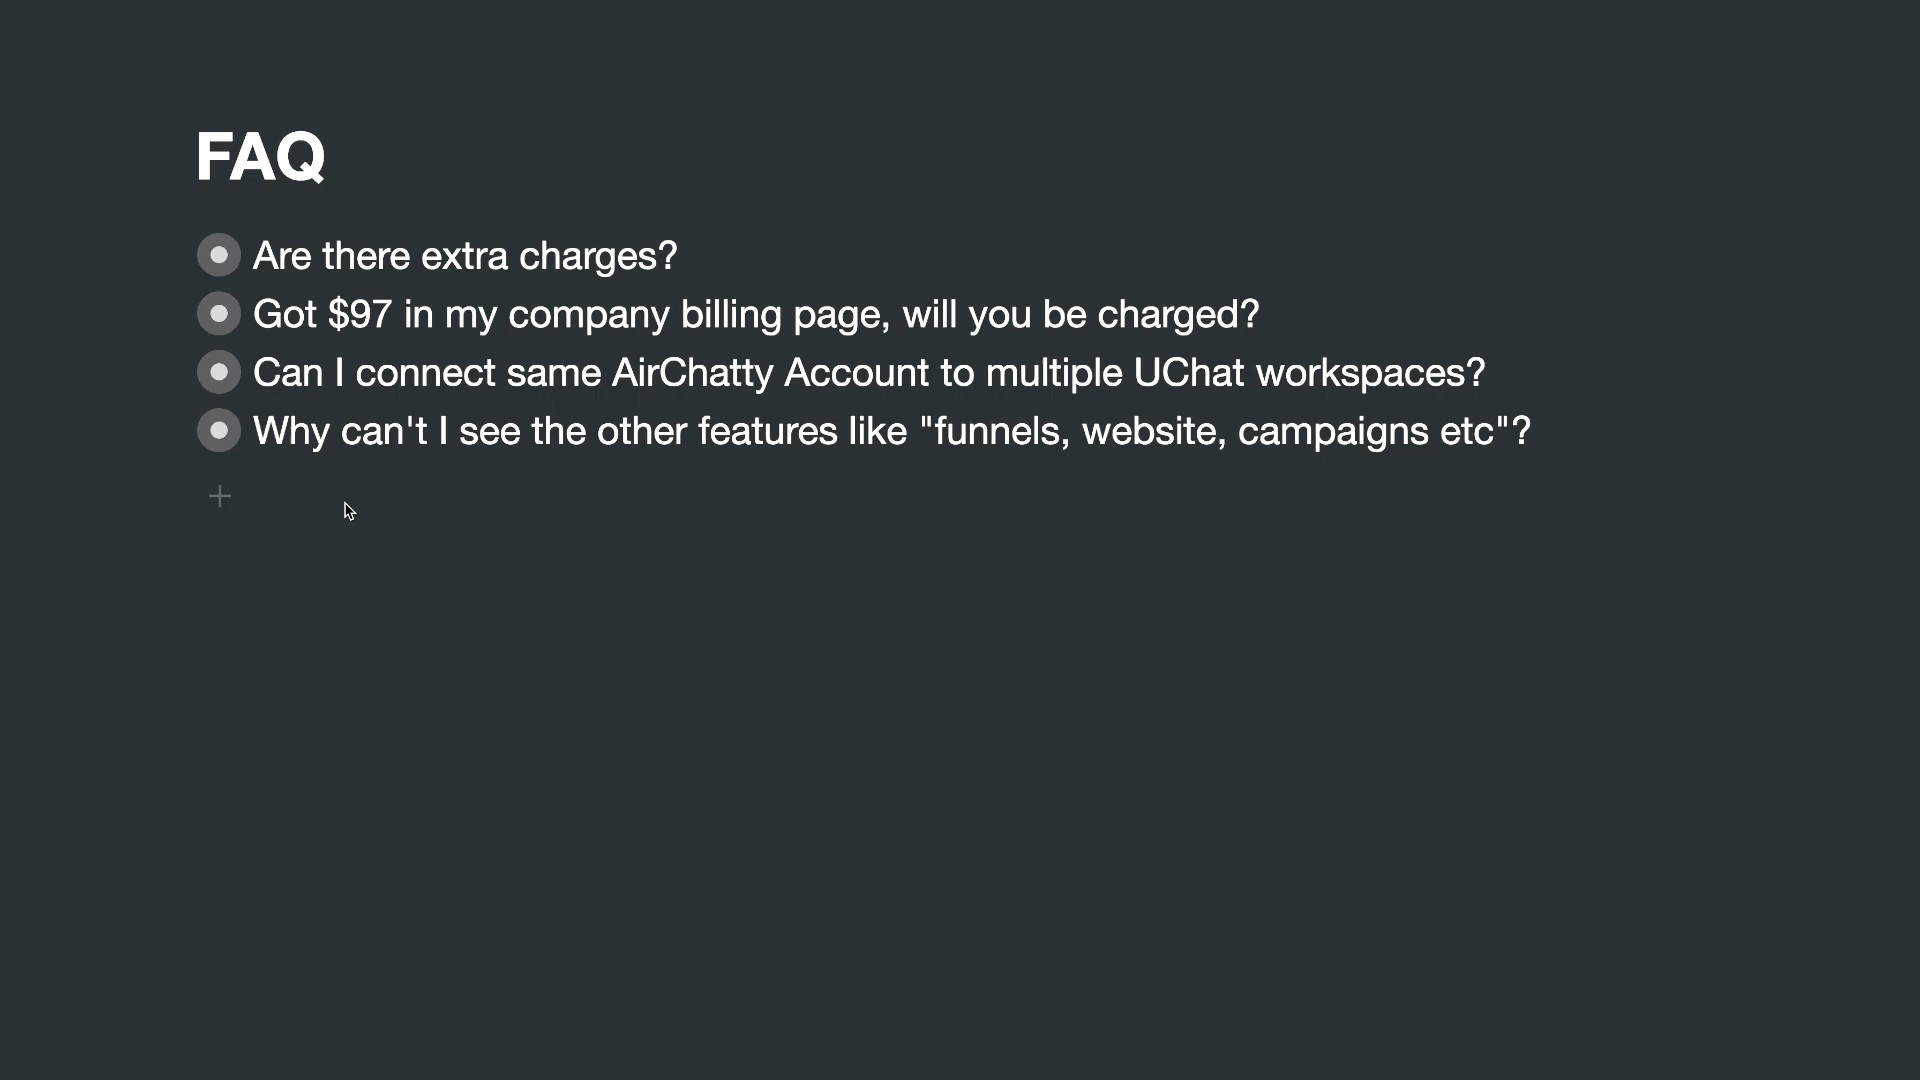 FAQ
Are there extra charges?
Got $97 in my company billing page, will you be charged?
Can I connect same AirChatty Account to multiple UChat workspaces?
Why can't I see the other features like "funnels, website, campaigns etc"?